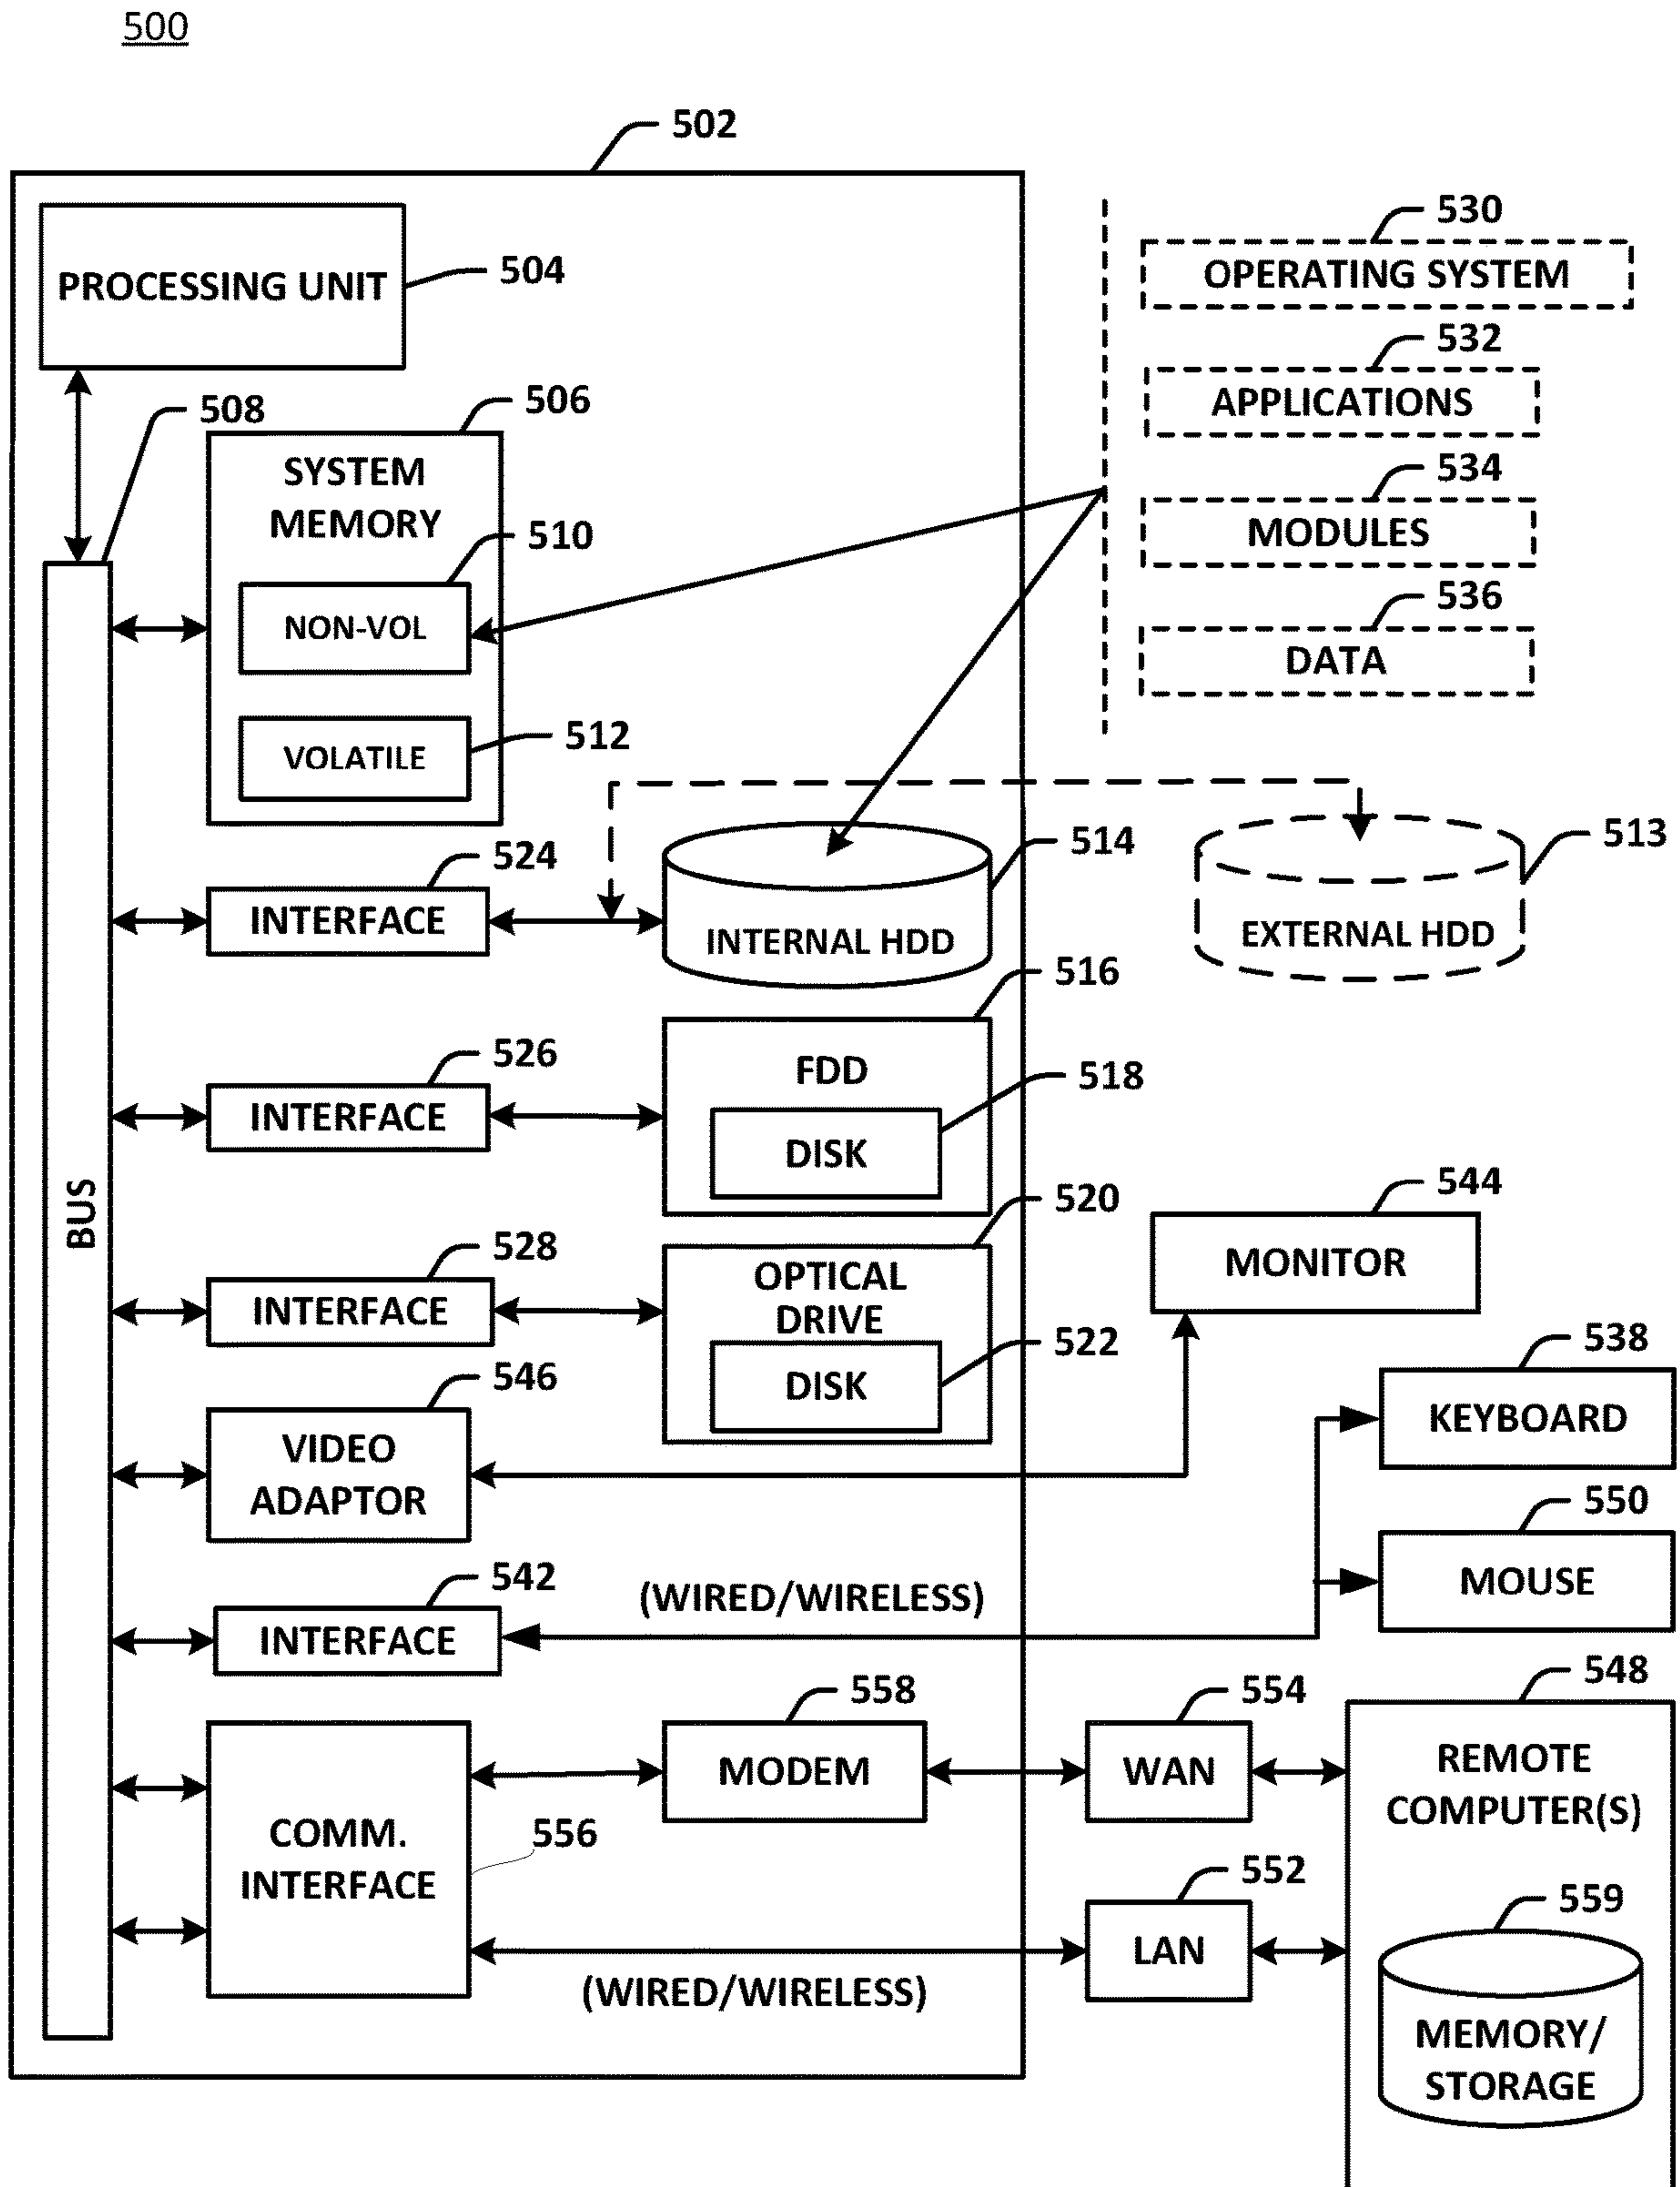 500
502
PROCESSING UNIT
504
530
OPERATING SYSTEM
532
APPLICATIONS
534
MODULES
536
DATA
508
506
SYSTEM
MEMORY
510
NON-VOL
512
VOLATILE
524
INTERFACE
514
INTERNAL HDD
513
EXTERNAL HDD
516
526
INTERFACE
FDD
518
DISK
BUS
520
544
MONITOR
528
INTERFACE
OPTICAL
DRIVE
522
DISK
538
KEYBOARD
546
VIDEO
ADAPTOR
550
MOUSE
542
INTERFACE
(WIRED/WIRELESS)
548
REMOTE
COMPUTER(S)
558
MODEM
554
WAN
COMM.
INTERFACE
556
552
LAN
(WIRED/WIRELESS)
559
MEMORY/
STORAGE